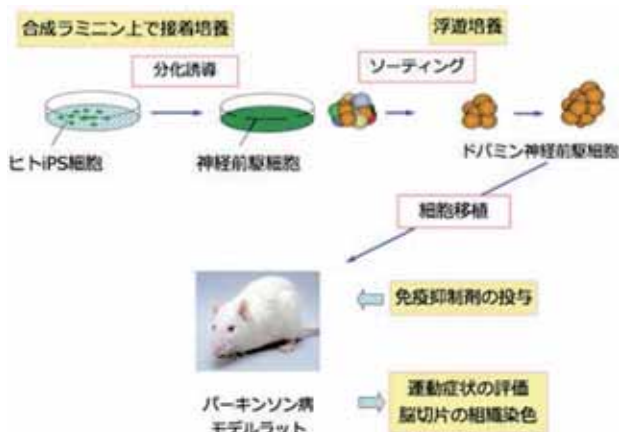 合成ラミニン上で接着培養
浮遊培養
分化誘導
ソーティング
ヒトiPS細胞
神経前駆細胞
ドパミン神経前駆細胞
細胞移植
免疫抑制剤の投与
パーキンソン病
モデルラット
運動症状の評価
脳切片の組織染色